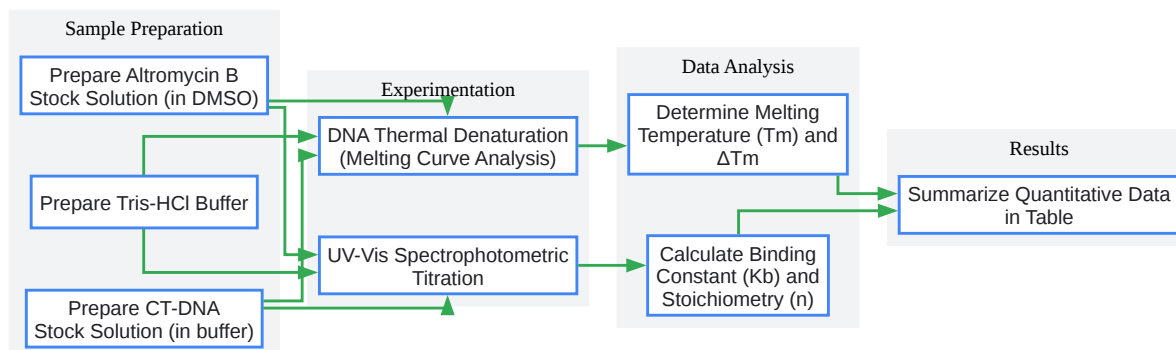 Sample Preparation
Prepare Altromycin B
Stock Solution (in DMSO)
Prepare Tris-HCl Buffer
Prepare CT-DNA
Stock Solution (in buffer)
Experimentation
DNA Thermal Denaturation
(Melting Curve Analysis)
UV-Vis Spectrophotometric
Titration
Data Analysis
Determine Melting
Temperature (Tm) and
ΔTm
Calculate Binding
Constant (Kb) and
Stoichiometry (n)
Results
Summarize Quantitative Data
in Table